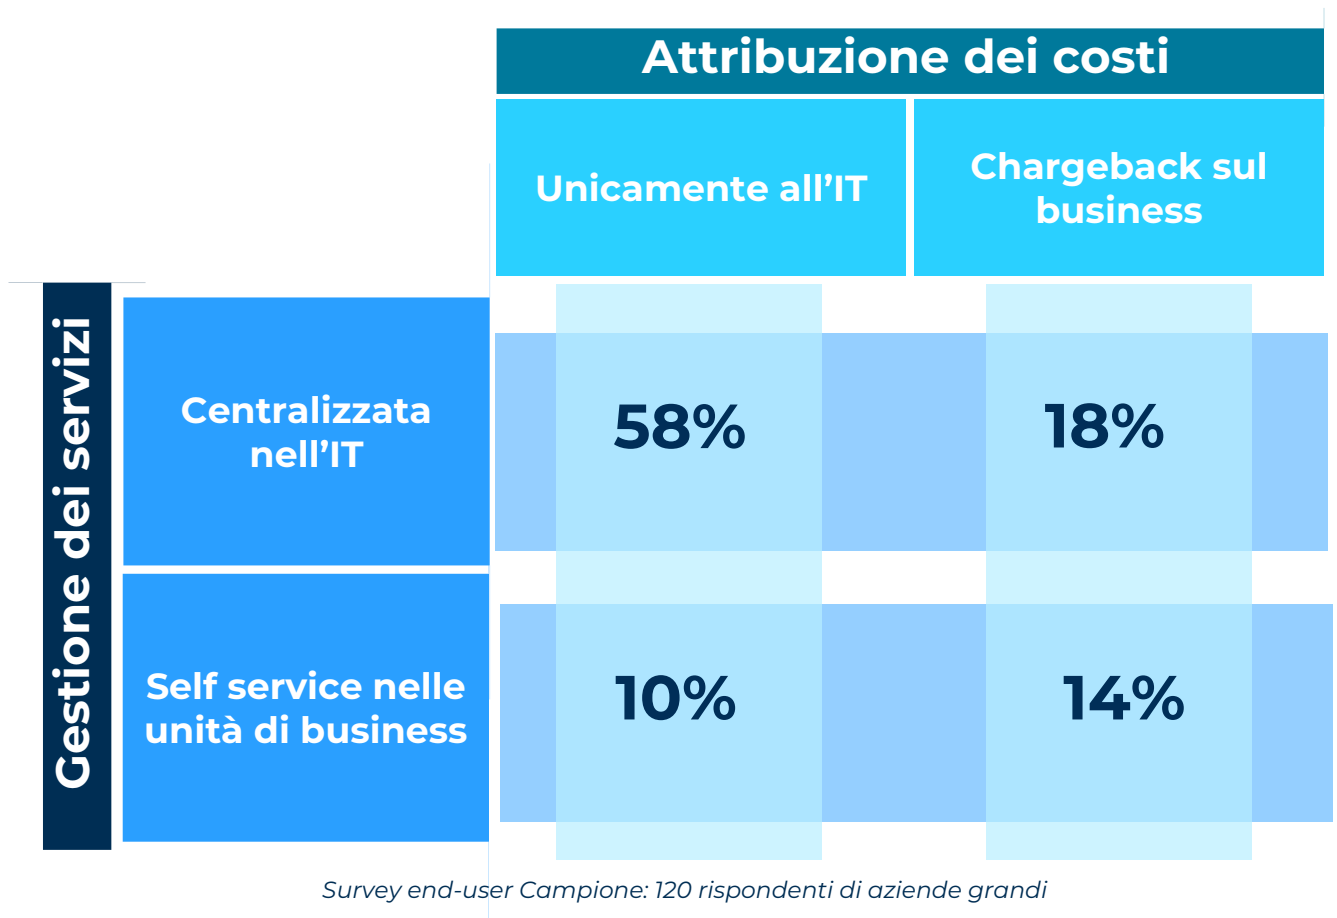 Attribuzione dei costi
Unicamente all’IT
Chargeback sul
business
Gestione dei servizi
Centralizzata
nell’IT
58%
18%
Self service nelle
unità di business
10%
14%
Survey end-user Campione: 120 rispondenti di aziende grandi